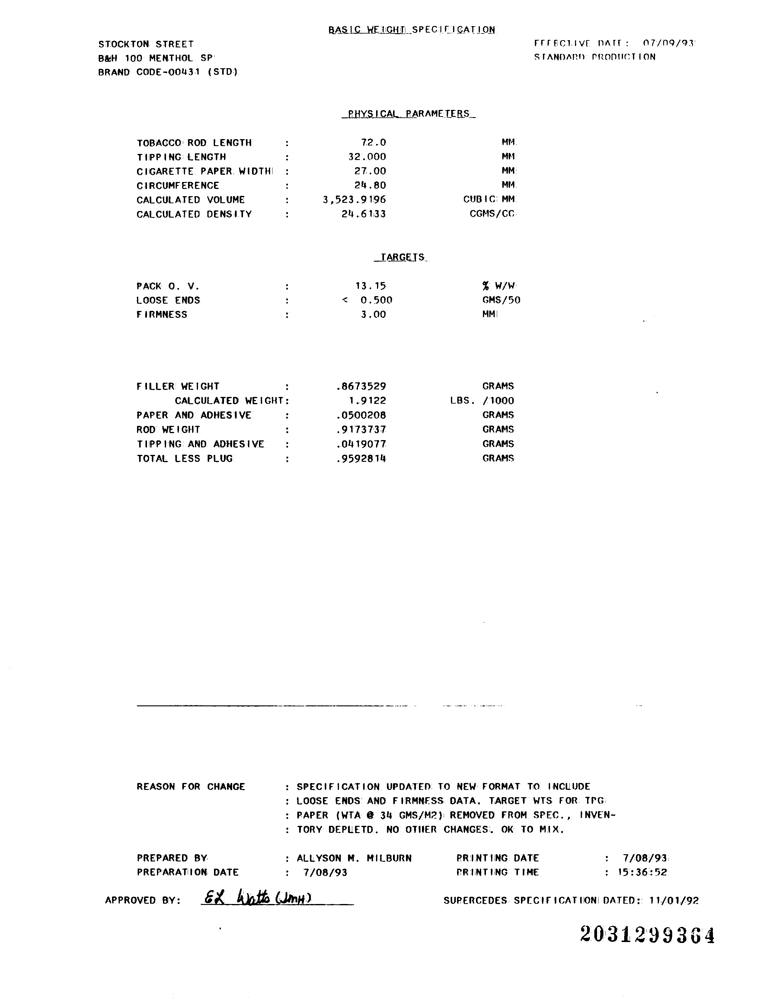 BASIC WEIGHT SPECIFICATION
STOCKTON STREET EFFECTIVE DATE: 07/09/93
B&H 100 MENTHOL SP STANDARD PRODUCTION
BRAND CODE-00431 (STD)
PHYSICAL PARAMETERS
TOBACCO ROD LENGTH : 72.0 MM
TIPPING LENGTH : 32.000 MM
CIGARETTE PAPER WIDTH : 27.00 MM
CIRCUMFERENCE : 24.80 MM
CALCULATED VOLUME : 3,523.9196 CUBIC MM
CALCULATED DENSITY : 24.6133 CGMS/CC
TARGETS
PACK O. V. : 13.15 % W/W
LOOSE ENDS : < 0.500 GMS/50
FIRMNESS : 3.00 MM
FILLER WEIGHT : .8673529 GRAMS
CALCULATED WEIGHT: 1.9122 LBS. /1000
PAPER AND ADHESIVE : .0500208 GRAMS
ROD WEIGHT : .9173737 GRAMS
TIPPING AND ADHESIVE : .0419077 GRAMS
TOTAL LESS PLUG : .9592814 GRAMS
REASON FOR CHANGE : SPECIFICATION UPDATED TO NEW FORMAT TO INCLUDE
: LOOSE ENDS AND FIRMNESS DATA. TARGET WTS FOR TPG
: PAPER (WTA @ 34 GMS/M2) REMOVED FROM SPEC., INVEN-
: TORY DEPLETD. NO OTHER CHANGES. OK TO MIX.
PREPARED BY : ALLYSON M. MILBURN PRINTING DATE : 7/08/93
PREPARATION DATE : 7/08/93 PRINTING TIME : 15:36:52
APPROVED BY: EL Watts (JMH) SUPERCEDES SPECIFICATION DATED: 11/01/92
2031299364